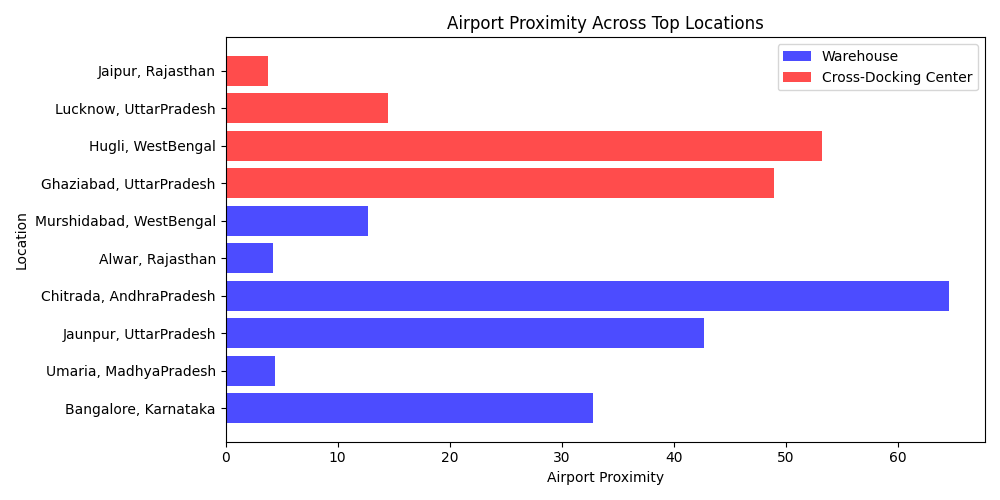 Airport Proximity Across Top Locations
Warehouse
Cross-Docking Center
Location
Jaipur, Rajasthan
Lucknow, UttarPradesh
Hugli, WestBengal
Ghaziabad, UttarPradesh
Murshidabad, WestBengal
Alwar, Rajasthan
Chitrada, AndhraPradesh
Jaunpur, UttarPradesh
Umaria, MadhyaPradesh
Bangalore, Karnataka
0 10 20 30 40 50 60
Airport Proximity